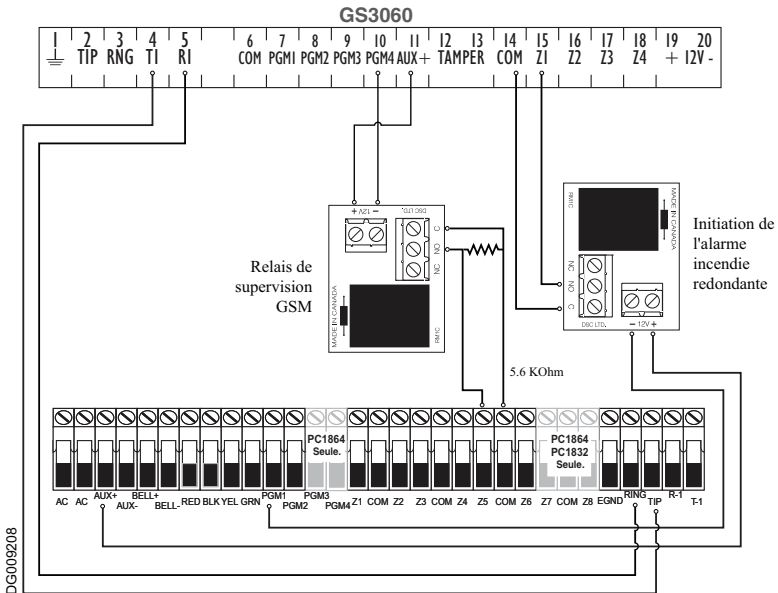 GS3060
1 2 3 4 5 6 7 8 9 10 11 12 13 14 15 16 17 18 19 20
TIP RNG T1 R1 COM PGM1 PGM2 PGM3 PGM4 AUX+ TAMPER COM Z1 Z2 Z3 Z4 + 12V -
+ 12V -
DSC LTD.
C
NO
NC
MADE IN CANADA
RM1C
Relais de
supervision
GSM
RM1C
MADE IN CANADA
NC
NO
C
DSC LTD.
- 12V +
Initiation de
l'alarme
incendie
redondante
5.6 KOhm
PC1864
Seule.
PC1864
PC1832
Seule.
AC AC AUX+ AUX- BELL+ BELL- RED BLK YEL GRN PGM1 PGM2 PGM3 PGM4 Z1 COM Z2 Z3 COM Z4 Z5 COM Z6 Z7 COM Z8 EGND RING TIP R-1 T-1
DG009208